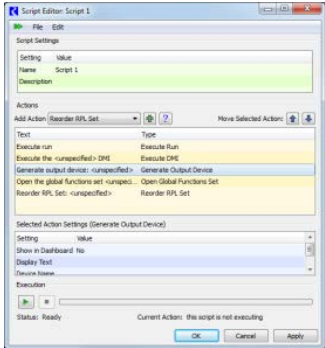 Script Editor: Script 1
File Edit
Script Settings
Setting Value
Name Script 1
Description
Actions
Add Action Reorder RPL Set Move Selected Action:
Text Type
Execute run Execute Run
Execute the <unspecified> DMI Execute DMI
Generate output device: <unspecified> Generate Output Device
Open the global functions set <unspeci... Open Global Functions Set
Reorder RPL Set: <unspecified> Reorder RPL Set
Selected Action Settings (Generate Output Device)
Setting Value
Show in Dashboard No
Display Text
Device Name
Execution
Status: Ready Current Action: this script is not executing
OK Cancel Apply